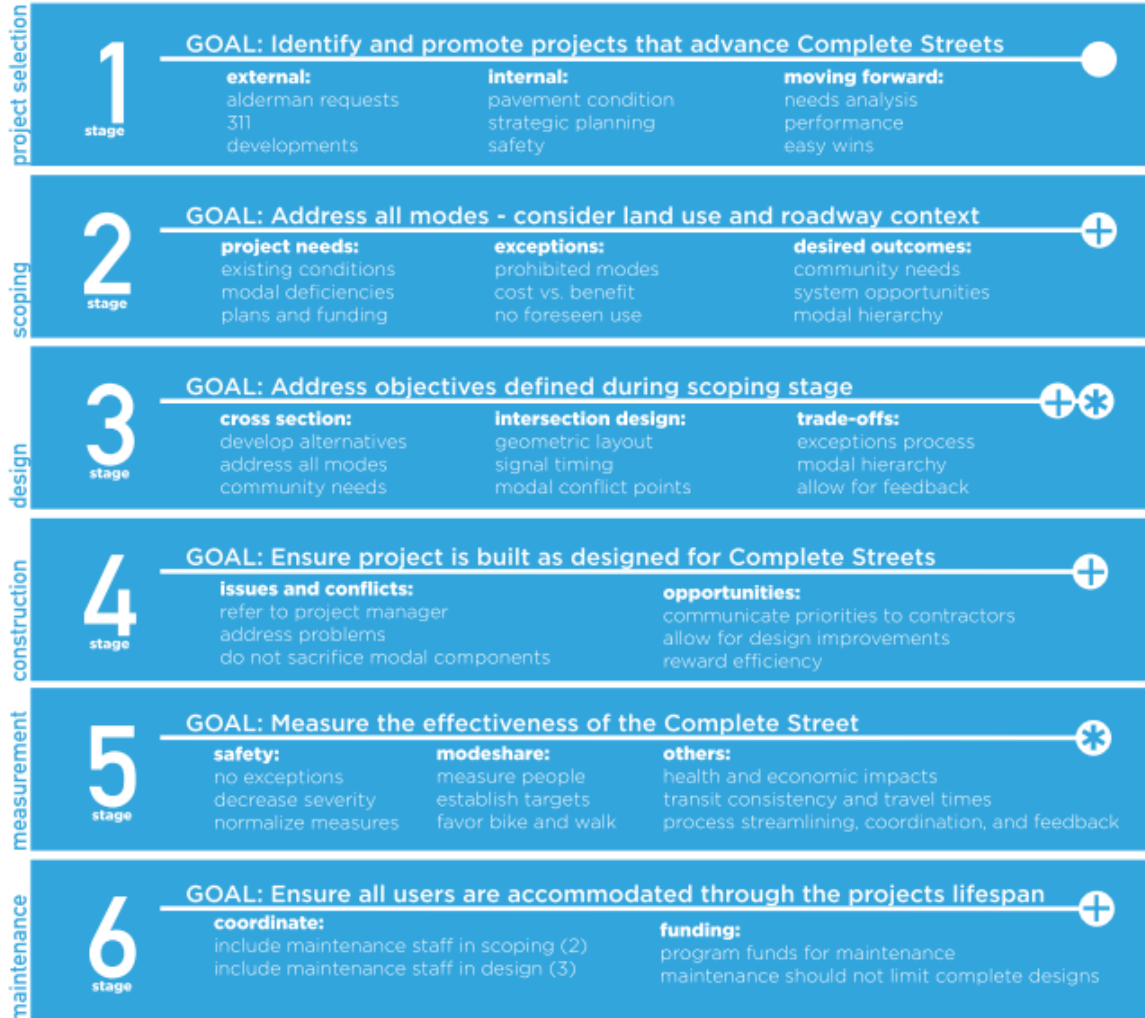 project selection
1
stage
GOAL: Identify and promote projects that advance Complete Streets
external:
alderman requests
311
developments
internal:
pavement condition
strategic planning
safety
moving forward:
needs analysis
performance
easy wins
scoping
2
stage
GOAL: Address all modes - consider land use and roadway context
project needs:
existing conditions
modal deficiencies
plans and funding
exceptions:
prohibited modes
cost vs. benefit
no foreseen use
desired outcomes:
community needs
system opportunities
modal hierarchy
design
3
stage
GOAL: Address objectives defined during scoping stage
cross section:
develop alternatives
address all modes
community needs
intersection design:
geometric layout
signal timing
modal conflict points
trade-offs:
exceptions process
modal hierarchy
allow for feedback
construction
4
stage
GOAL: Ensure project is built as designed for Complete Streets
issues and conflicts:
refer to project manager
address problems
do not sacrifice modal components
opportunities:
communicate priorities to contractors
allow for design improvements
reward efficiency
measurement
5
stage
GOAL: Measure the effectiveness of the Complete Street
safety:
no exceptions
decrease severity
normalize measures
modeshare:
measure people
establish targets
favor bike and walk
others:
health and economic impacts
transit consistency and travel times
process streamlining, coordination, and feedback
maintenance
6
stage
GOAL: Ensure all users are accommodated through the projects lifespan
coordinate:
include maintenance staff in scoping (2)
include maintenance staff in design (3)
funding:
program funds for maintenance
maintenance should not limit complete designs